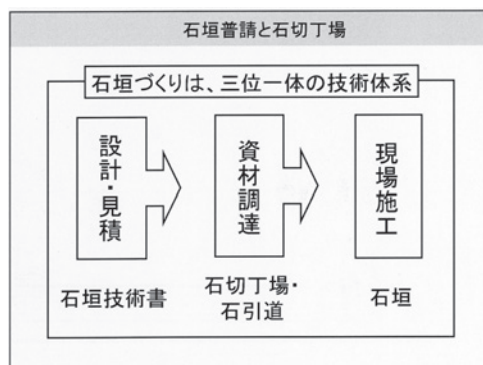 石垣普請と石切丁場
石垣づくりは、三位一体の技術体系
設計・見積
資材調達
現場施工
石垣技術書
石切丁場・
石引道
石垣